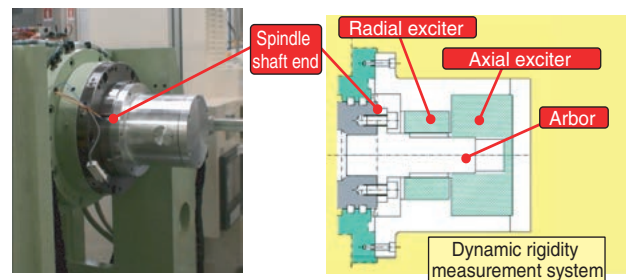 Radial exciter
Spindle
shaft end
Axial exciter
Arbor
Dynamic rigidity
measurement system